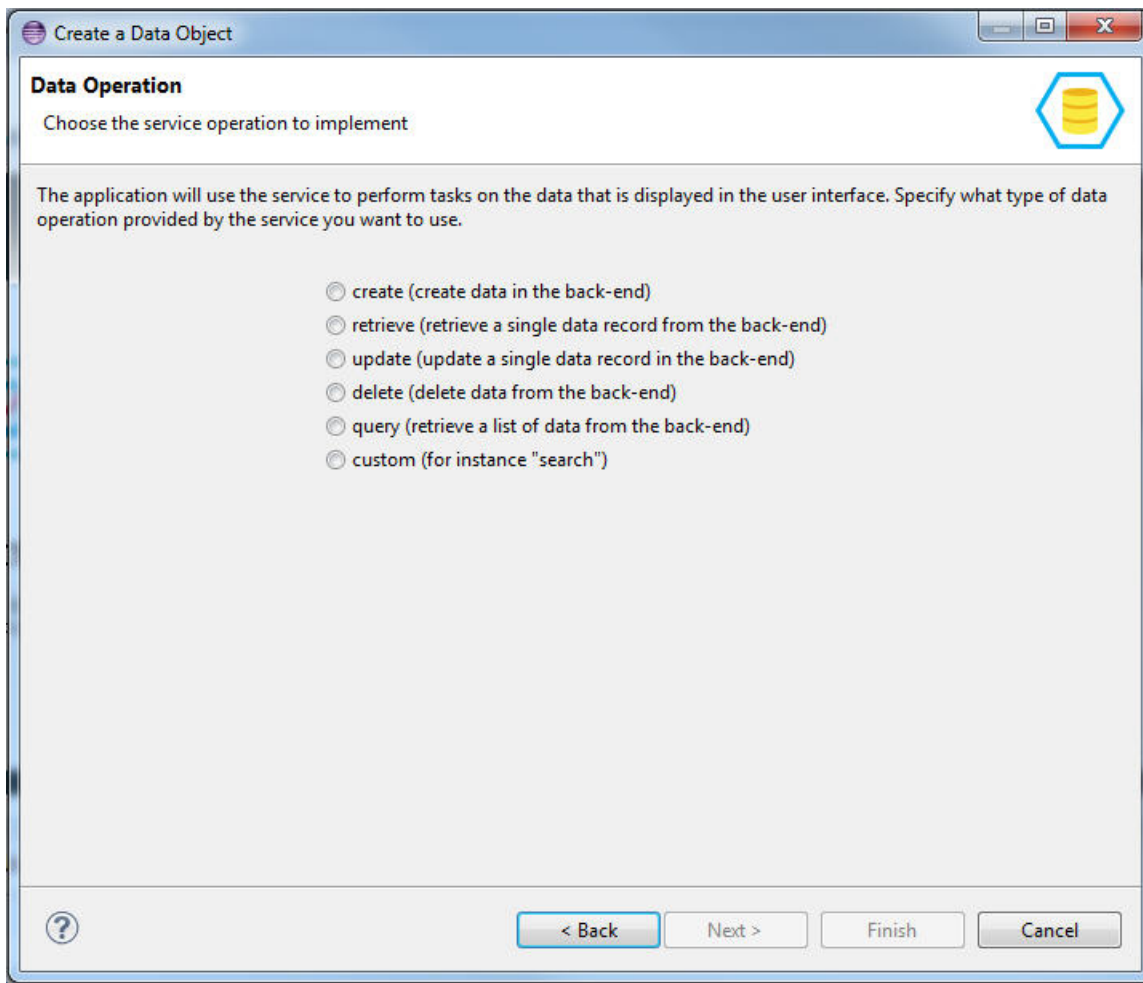 Create a Data Object
Data Operation
Choose the service operation to implement
The application will use the service to perform tasks on the data that is displayed in the user interface. Specify what type of data
operation provided by the service you want to use.
create (create data in the back-end)
retrieve (retrieve a single data record from the back-end)
update (update a single data record in the back-end)
delete (delete data from the back-end)
query (retrieve a list of data from the back-end)
custom (for instance "search")
?
< Back
Next >
Finish
Cancel